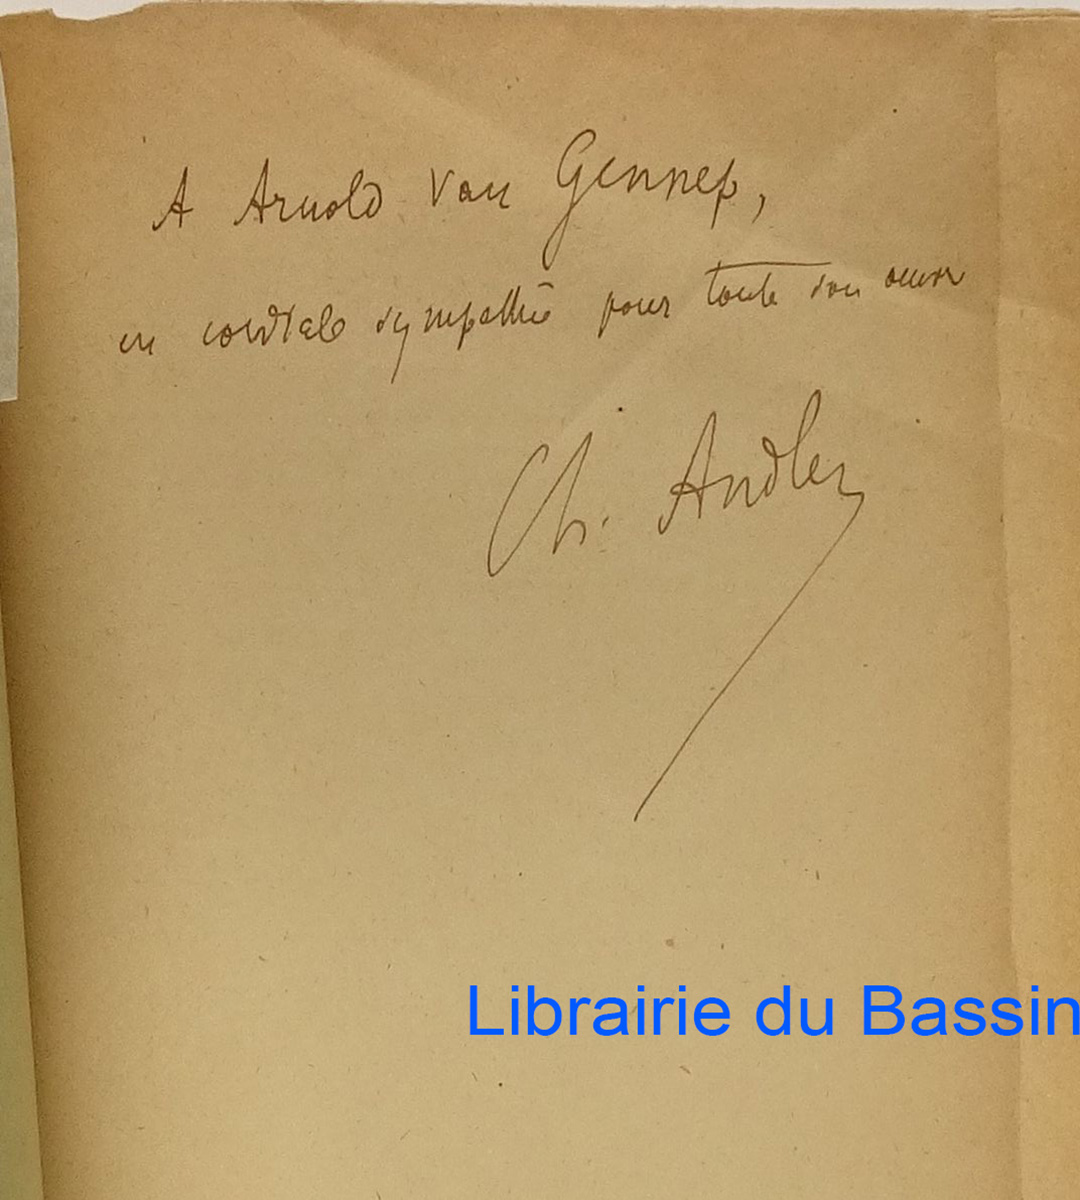 A Arnold van Gennep,
en cordiale sympathie pour toute son œuvre
Ch. Andler
Librairie du Bassin